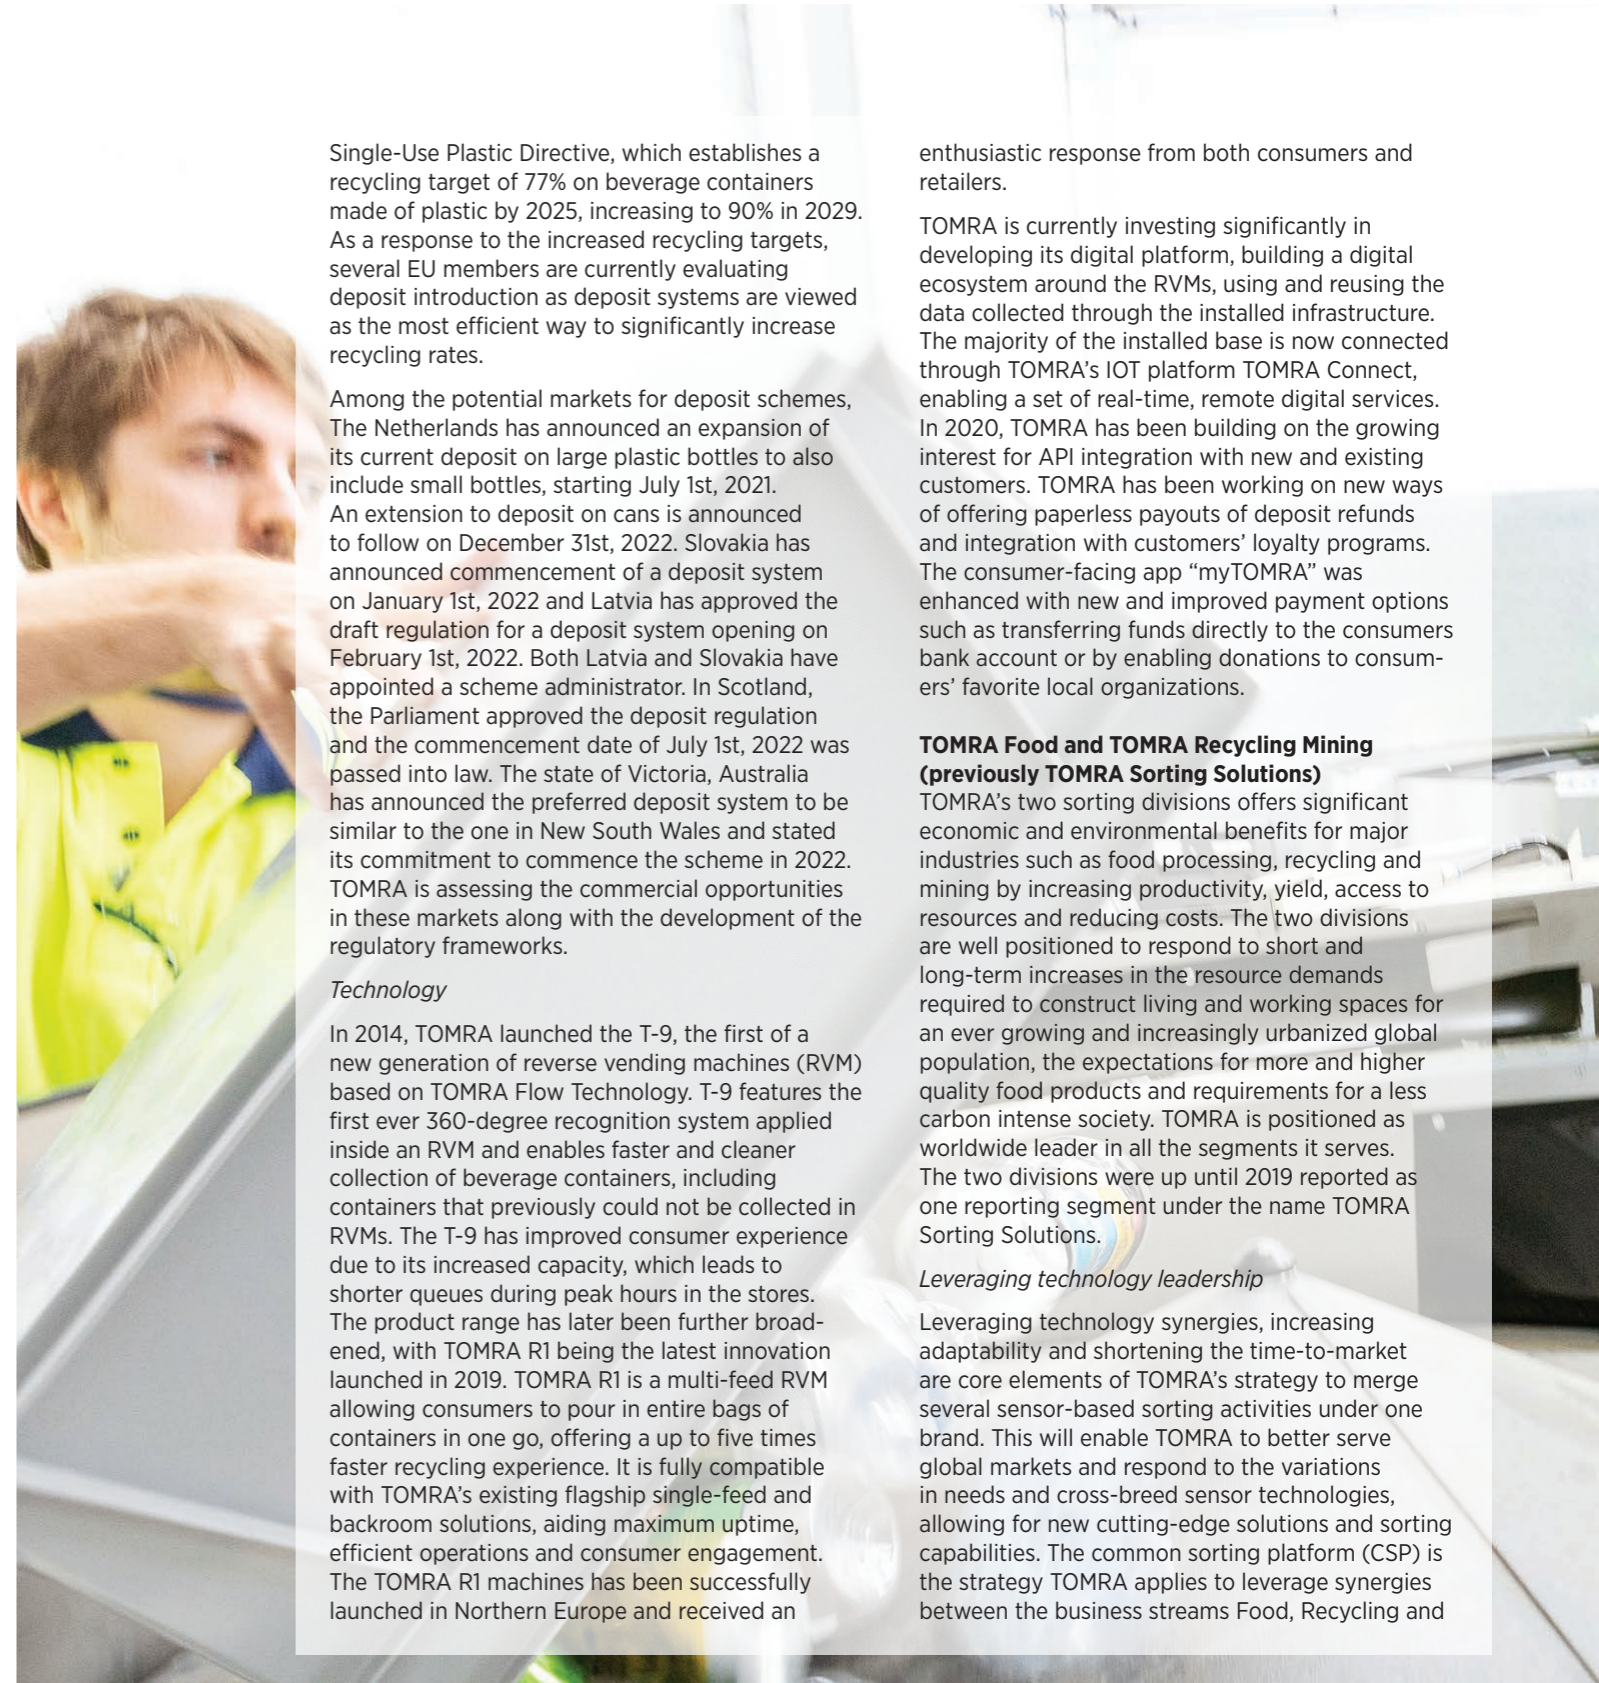 Single-Use Plastic Directive, which establishes a
recycling target of 77% on beverage containers
made of plastic by 2025, increasing to 90% in 2029.
As a response to the increased recycling targets,
several EU members are currently evaluating
deposit introduction as deposit systems are viewed
as the most efficient way to significantly increase
recycling rates.
Among the potential markets for deposit schemes,
The Netherlands has announced an expansion of
its current deposit on large plastic bottles to also
include small bottles, starting July 1st, 2021.
An extension to deposit on cans is announced
to follow on December 31st, 2022. Slovakia has
announced commencement of a deposit system
on January 1st, 2022 and Latvia has approved the
draft regulation for a deposit system opening on
February 1st, 2022. Both Latvia and Slovakia have
appointed a scheme administrator. In Scotland,
the Parliament approved the deposit regulation
and the commencement date of July 1st, 2022 was
passed into law. The state of Victoria, Australia
has announced the preferred deposit system to be
similar to the one in New South Wales and stated
its commitment to commence the scheme in 2022.
TOMRA is assessing the commercial opportunities
in these markets along with the development of the
regulatory frameworks.
Technology
In 2014, TOMRA launched the T-9, the first of a
new generation of reverse vending machines (RVM)
based on TOMRA Flow Technology. T-9 features the
first ever 360-degree recognition system applied
inside an RVM and enables faster and cleaner
collection of beverage containers, including
containers that previously could not be collected in
RVMs. The T-9 has improved consumer experience
due to its increased capacity, which leads to
shorter queues during peak hours in the stores.
The product range has later been further broad-
ened, with TOMRA R1 being the latest innovation
launched in 2019. TOMRA R1 is a multi-feed RVM
allowing consumers to pour in entire bags of
containers in one go, offering a up to five times
faster recycling experience. It is fully compatible
with TOMRA’s existing flagship single-feed and
backroom solutions, aiding maximum uptime,
efficient operations and consumer engagement.
The TOMRA R1 machines has been successfully
launched in Northern Europe and received an
enthusiastic response from both consumers and
retailers.
TOMRA is currently investing significantly in
developing its digital platform, building a digital
ecosystem around the RVMs, using and reusing the
data collected through the installed infrastructure.
The majority of the installed base is now connected
through TOMRA’s IOT platform TOMRA Connect,
enabling a set of real-time, remote digital services.
In 2020, TOMRA has been building on the growing
interest for API integration with new and existing
customers. TOMRA has been working on new ways
of offering paperless payouts of deposit refunds
and integration with customers’ loyalty programs.
The consumer-facing app “myTOMRA” was
enhanced with new and improved payment options
such as transferring funds directly to the consumers
bank account or by enabling donations to consum-
ers’ favorite local organizations.
TOMRA Food and TOMRA Recycling Mining
(previously TOMRA Sorting Solutions)
TOMRA’s two sorting divisions offers significant
economic and environmental benefits for major
industries such as food processing, recycling and
mining by increasing productivity, yield, access to
resources and reducing costs. The two divisions
are well positioned to respond to short and
long-term increases in the resource demands
required to construct living and working spaces for
an ever growing and increasingly urbanized global
population, the expectations for more and higher
quality food products and requirements for a less
carbon intense society. TOMRA is positioned as
worldwide leader in all the segments it serves.
The two divisions were up until 2019 reported as
one reporting segment under the name TOMRA
Sorting Solutions.
Leveraging technology leadership
Leveraging technology synergies, increasing
adaptability and shortening the time-to-market
are core elements of TOMRA’s strategy to merge
several sensor-based sorting activities under one
brand. This will enable TOMRA to better serve
global markets and respond to the variations
in needs and cross-breed sensor technologies,
allowing for new cutting-edge solutions and sorting
capabilities. The common sorting platform (CSP) is
the strategy TOMRA applies to leverage synergies
between the business streams Food, Recycling and